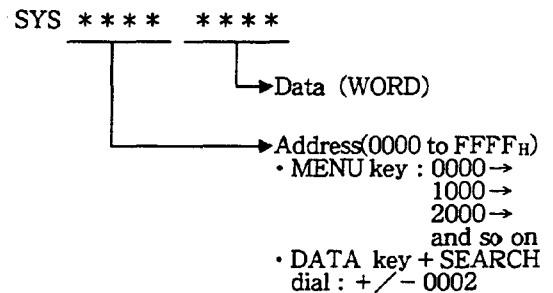 SYS * * * * * * * *
Data (WORD)
Address(0000 to FFFFH)
・MENU key : 0000→
1000→
2000→
and so on
・DATA key + SEARCH
dial : +／− 0002